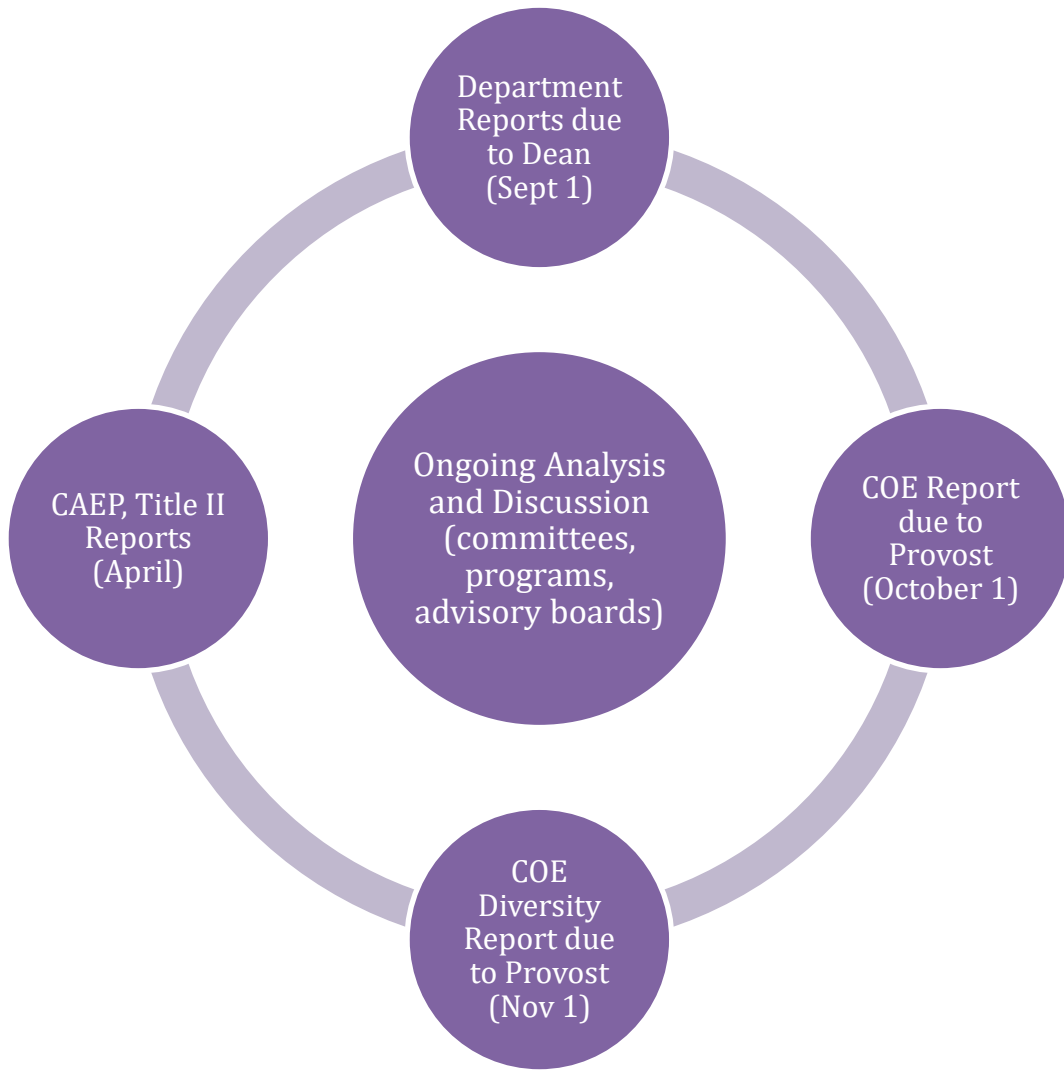 Department
Reports due
to Dean
(Sept 1)
CAEP, Title II
Reports
(April)
Ongoing Analysis
and Discussion
(committees,
programs,
advisory boards)
COE Report
due to
Provost
(October 1)
COE
Diversity
Report due
to Provost
(Nov 1)